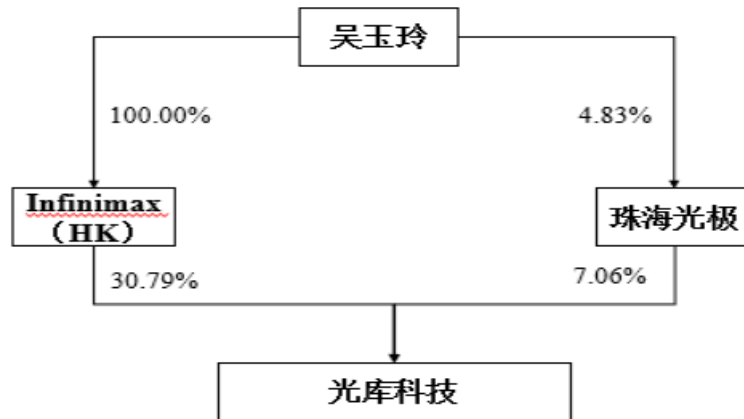 吴玉玲
100.00%
4.83%
Infinimax
（HK）
珠海光极
30.79%
7.06%
光库科技